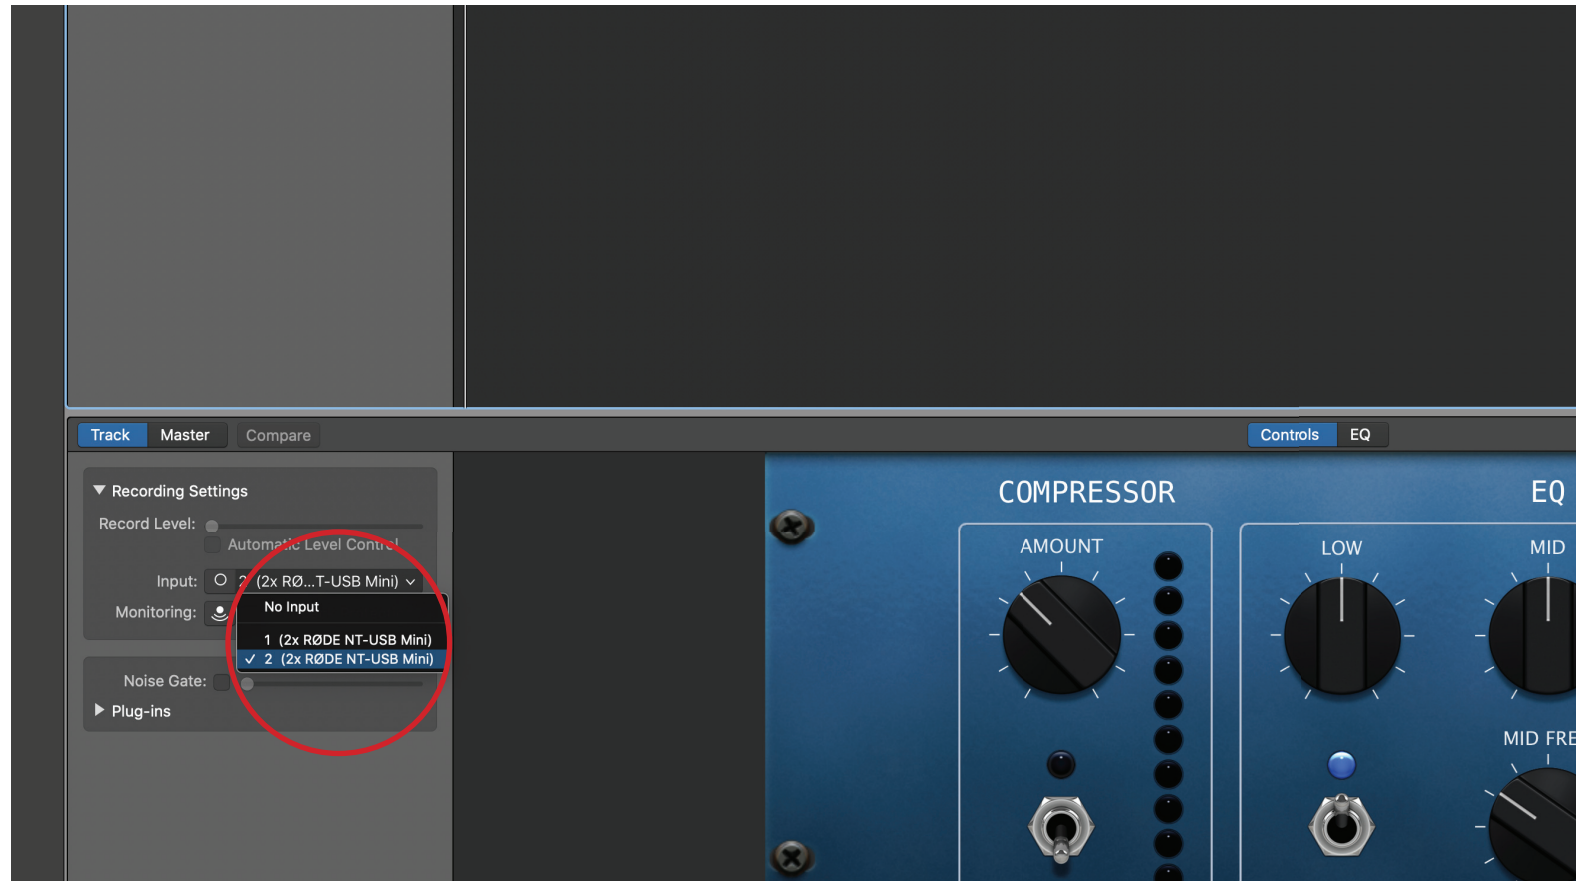 Track Master Compare
Controls EQ
Recording Settings
Record Level:
Automatic Level Control
Input: 2 (2x RØ...T-USB Mini)
Monitoring:
No Input
1 (2x RØDE NT-USB Mini)
✓ 2 (2x RØDE NT-USB Mini)
Noise Gate:
Plug-ins
COMPRESSOR
AMOUNT
EQ
LOW
MID
MID FRE